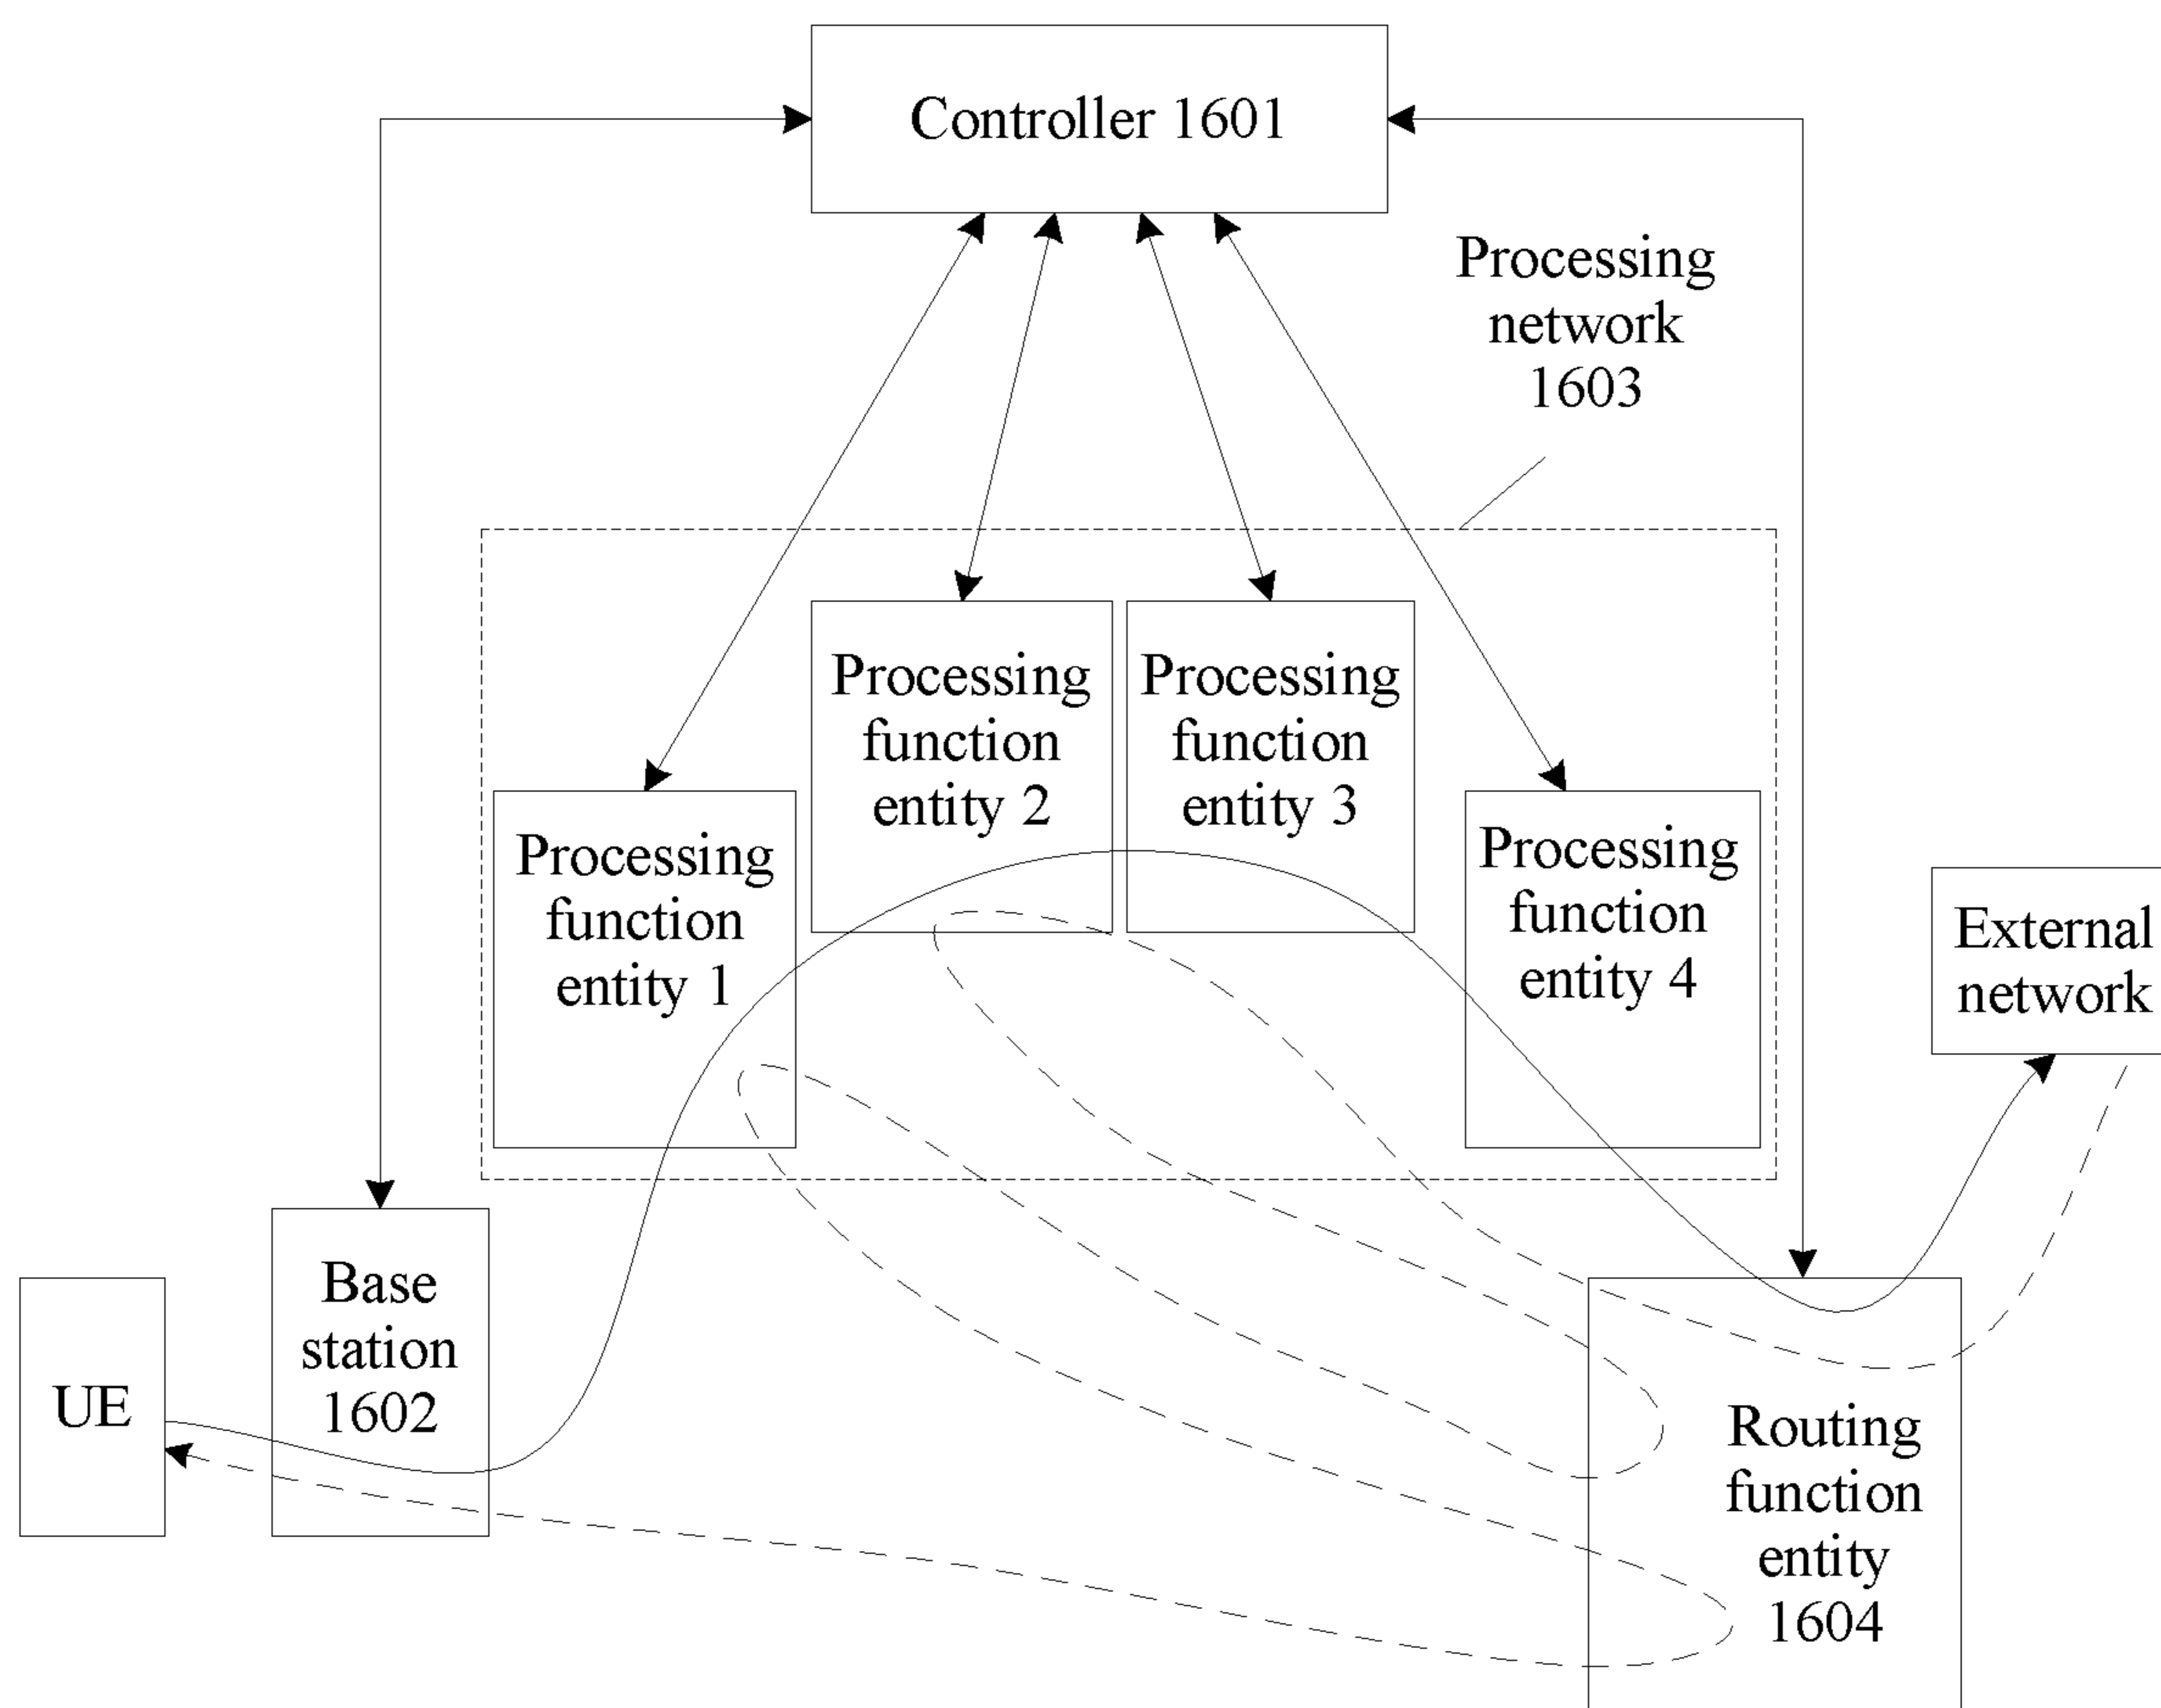 Controller 1601
Processing
network
1603
Processing
function
entity 1
Processing
function
entity 2
Processing
function
entity 3
Processing
function
entity 4
External
network
UE
Base
station
1602
Routing
function
entity
1604